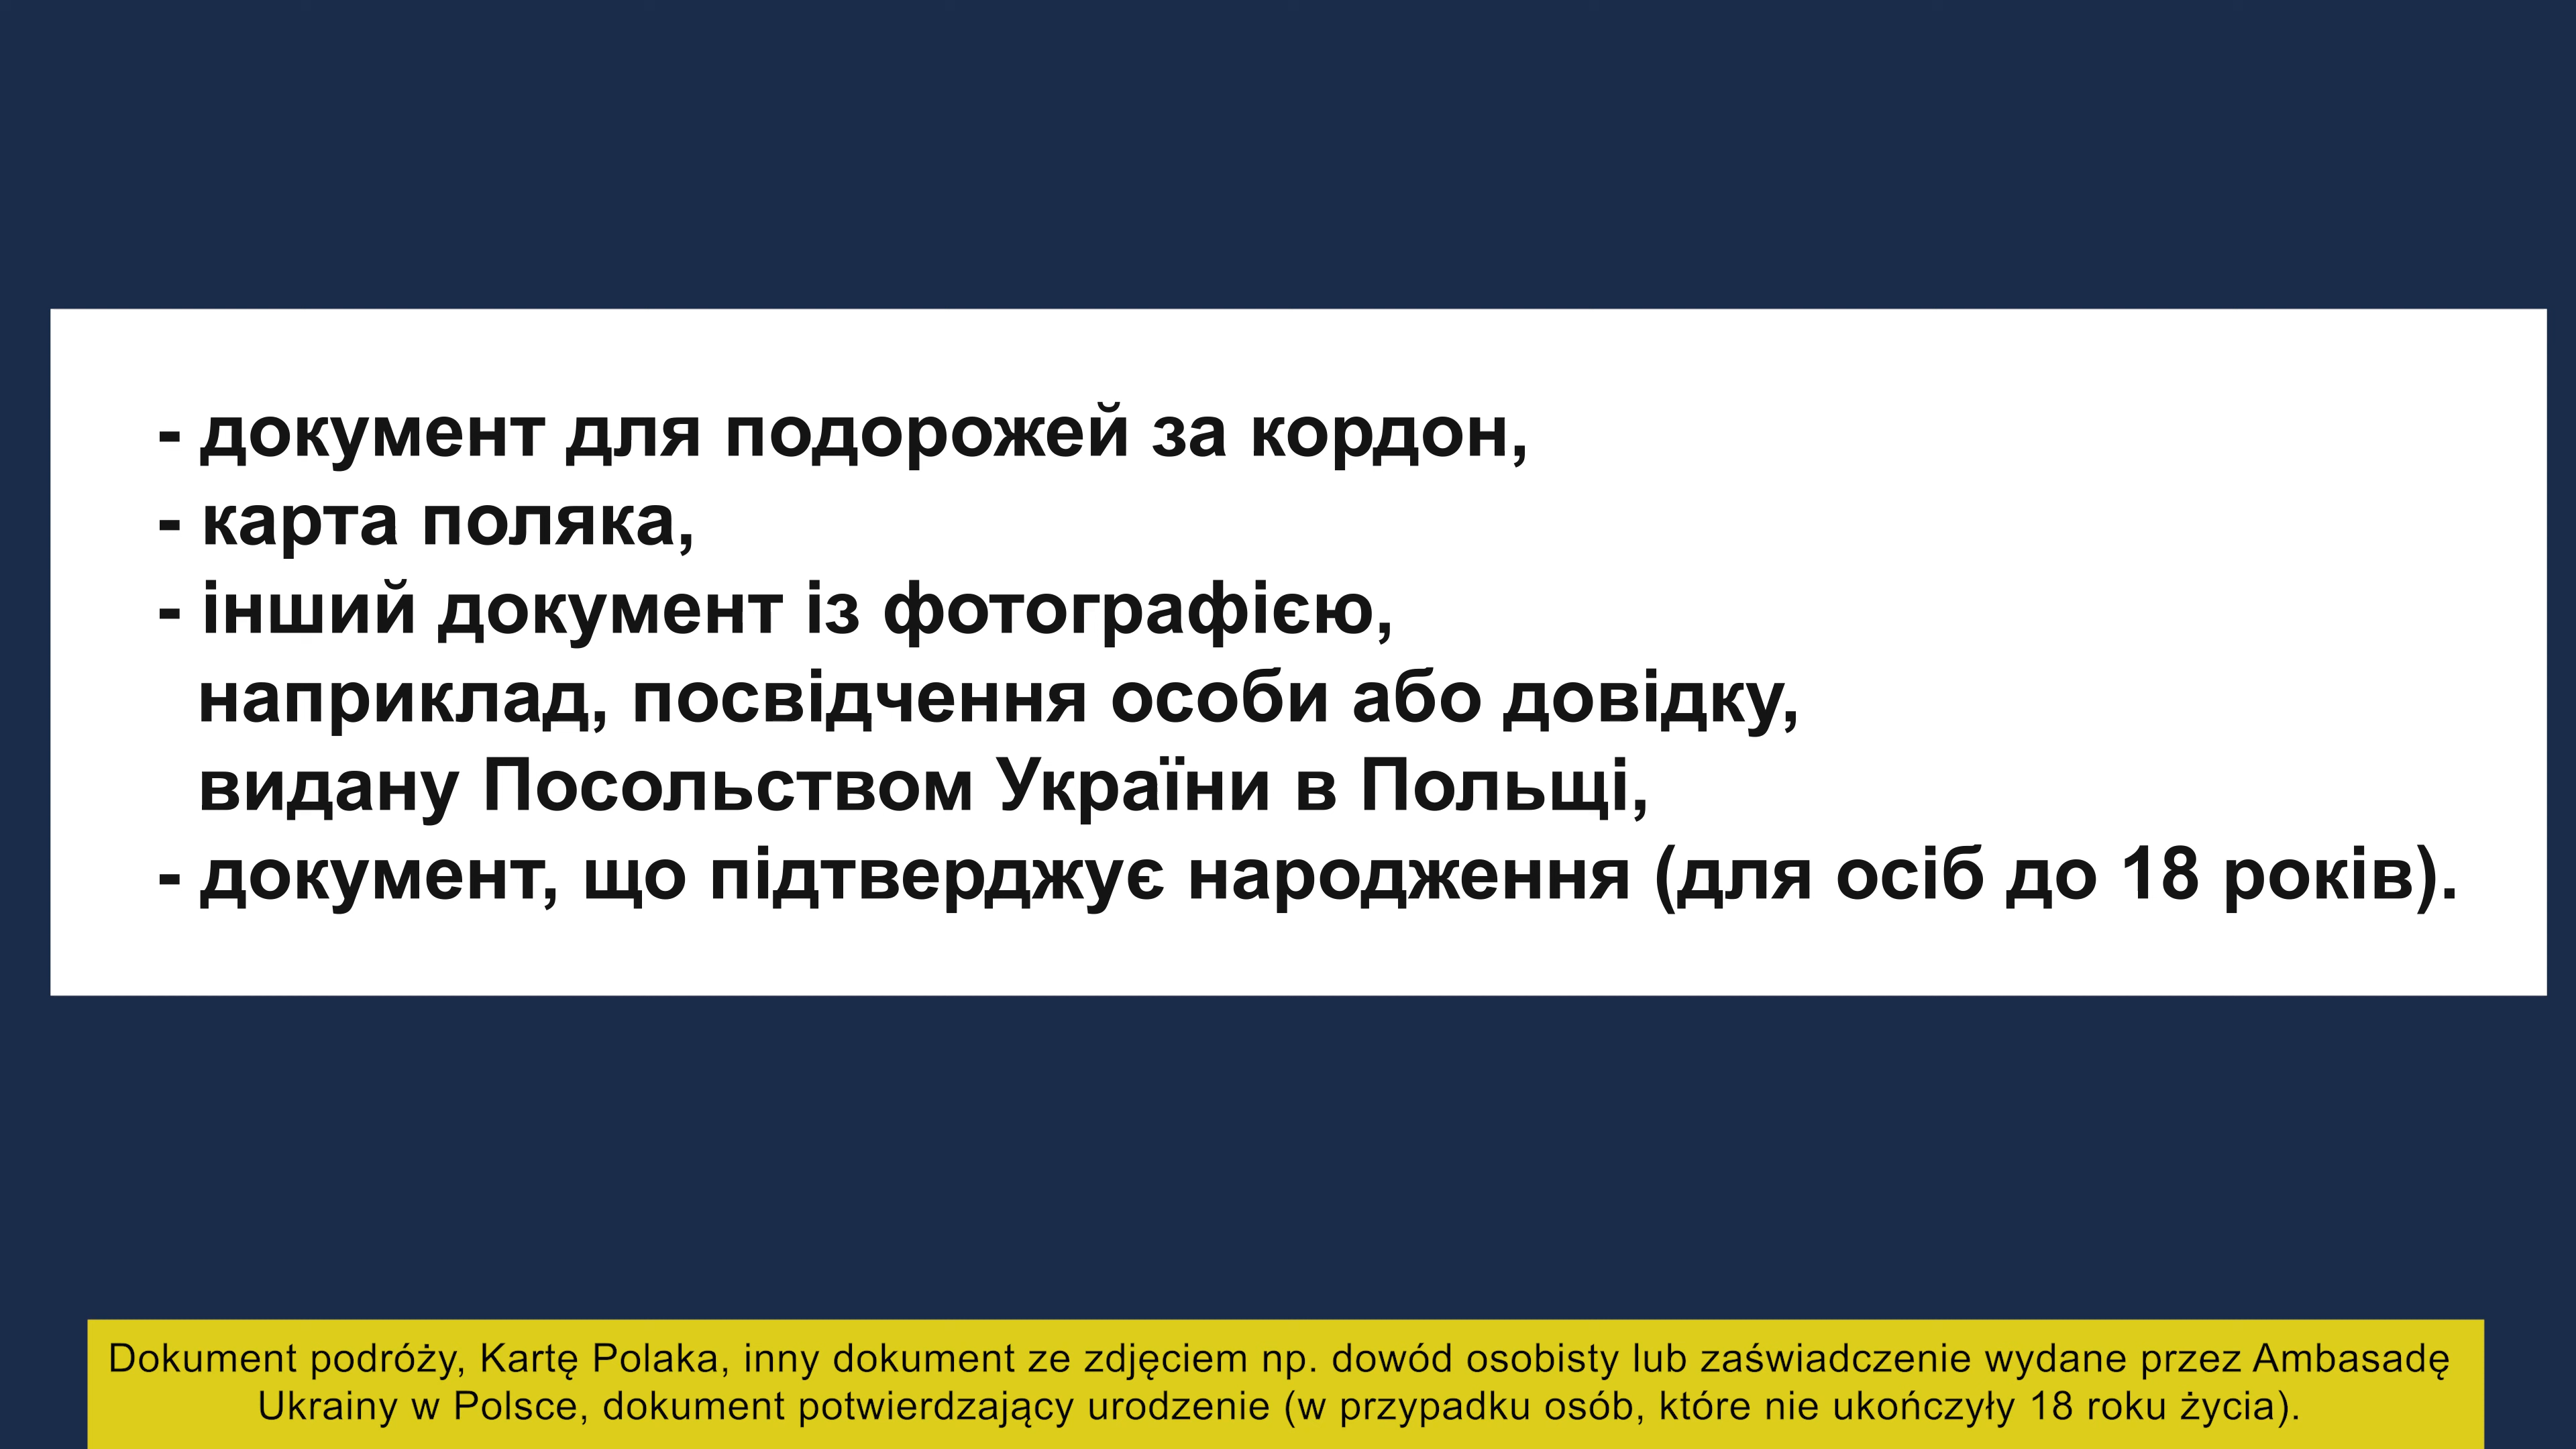 - документ для подорожей за кордон,
- карта поляка,
- інший документ із фотографією,
наприклад, посвідчення особи або довідку,
видану Посольством України в Польщі,
- документ, що підтверджує народження (для осіб до 18 років).
Dokument podróży, Kartę Polaka, inny dokument ze zdjęciem np. dowód osobisty lub zaświadczenie wydane przez Ambasadę
Ukrainy w Polsce, dokument potwierdzający urodzenie (w przypadku osób, które nie ukończyły 18 roku życia).